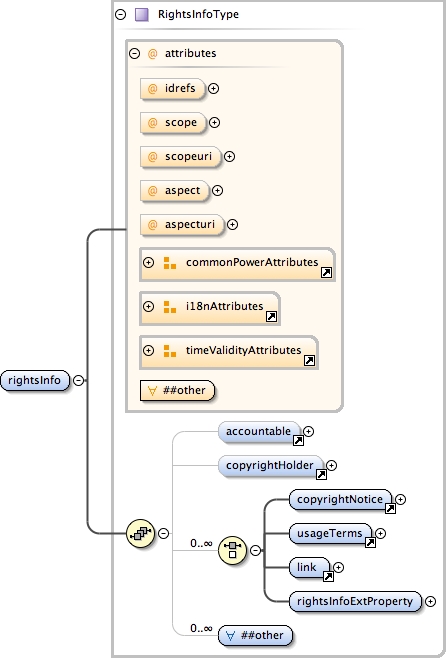 RightsInfoType
@ attributes
@ idrefs
@ scope
@ scopeuri
@ aspect
@ aspecturi
commonPowerAttributes
i18nAttributes
timeValidityAttributes
∀ ##other
rightsInfo
accountable
copyrightHolder
copyrightNotice
0..∞
usageTerms
link
rightsInfoExtProperty
0..∞
∀ ##other